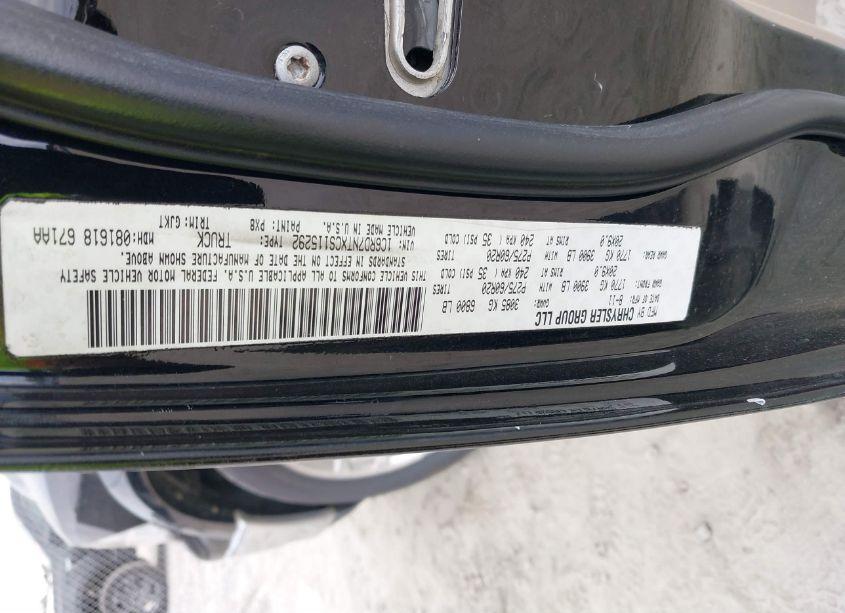 MFD BY CHRYSLER GROUP LLC
DATE OF MFR: 8-11 GVWR: 3085 KG 6800 LB
GAWR FRONT: 1770 KG 3900 LB WITH P275/60R20 TIRES
20X9.0 RIMS AT 240 KPA ( 35 PSI) COLD
GAWR REAR: 1770 KG 3900 LB WITH P275/60R20 TIRES
20X9.0 RIMS AT 240 KPA ( 35 PSI) COLD
THIS VEHICLE CONFORMS TO ALL APPLICABLE U.S.A. FEDERAL MOTOR VEHICLE SAFETY
STANDARDS IN EFFECT ON THE DATE OF MANUFACTURE SHOWN ABOVE.
VIN: 1C6RD7NTXCS115292 TYPE: TRUCK MDH: 081618 671AA
VEHICLE MADE IN U.S.A. PAINT: PX8 TRIM: GJKT